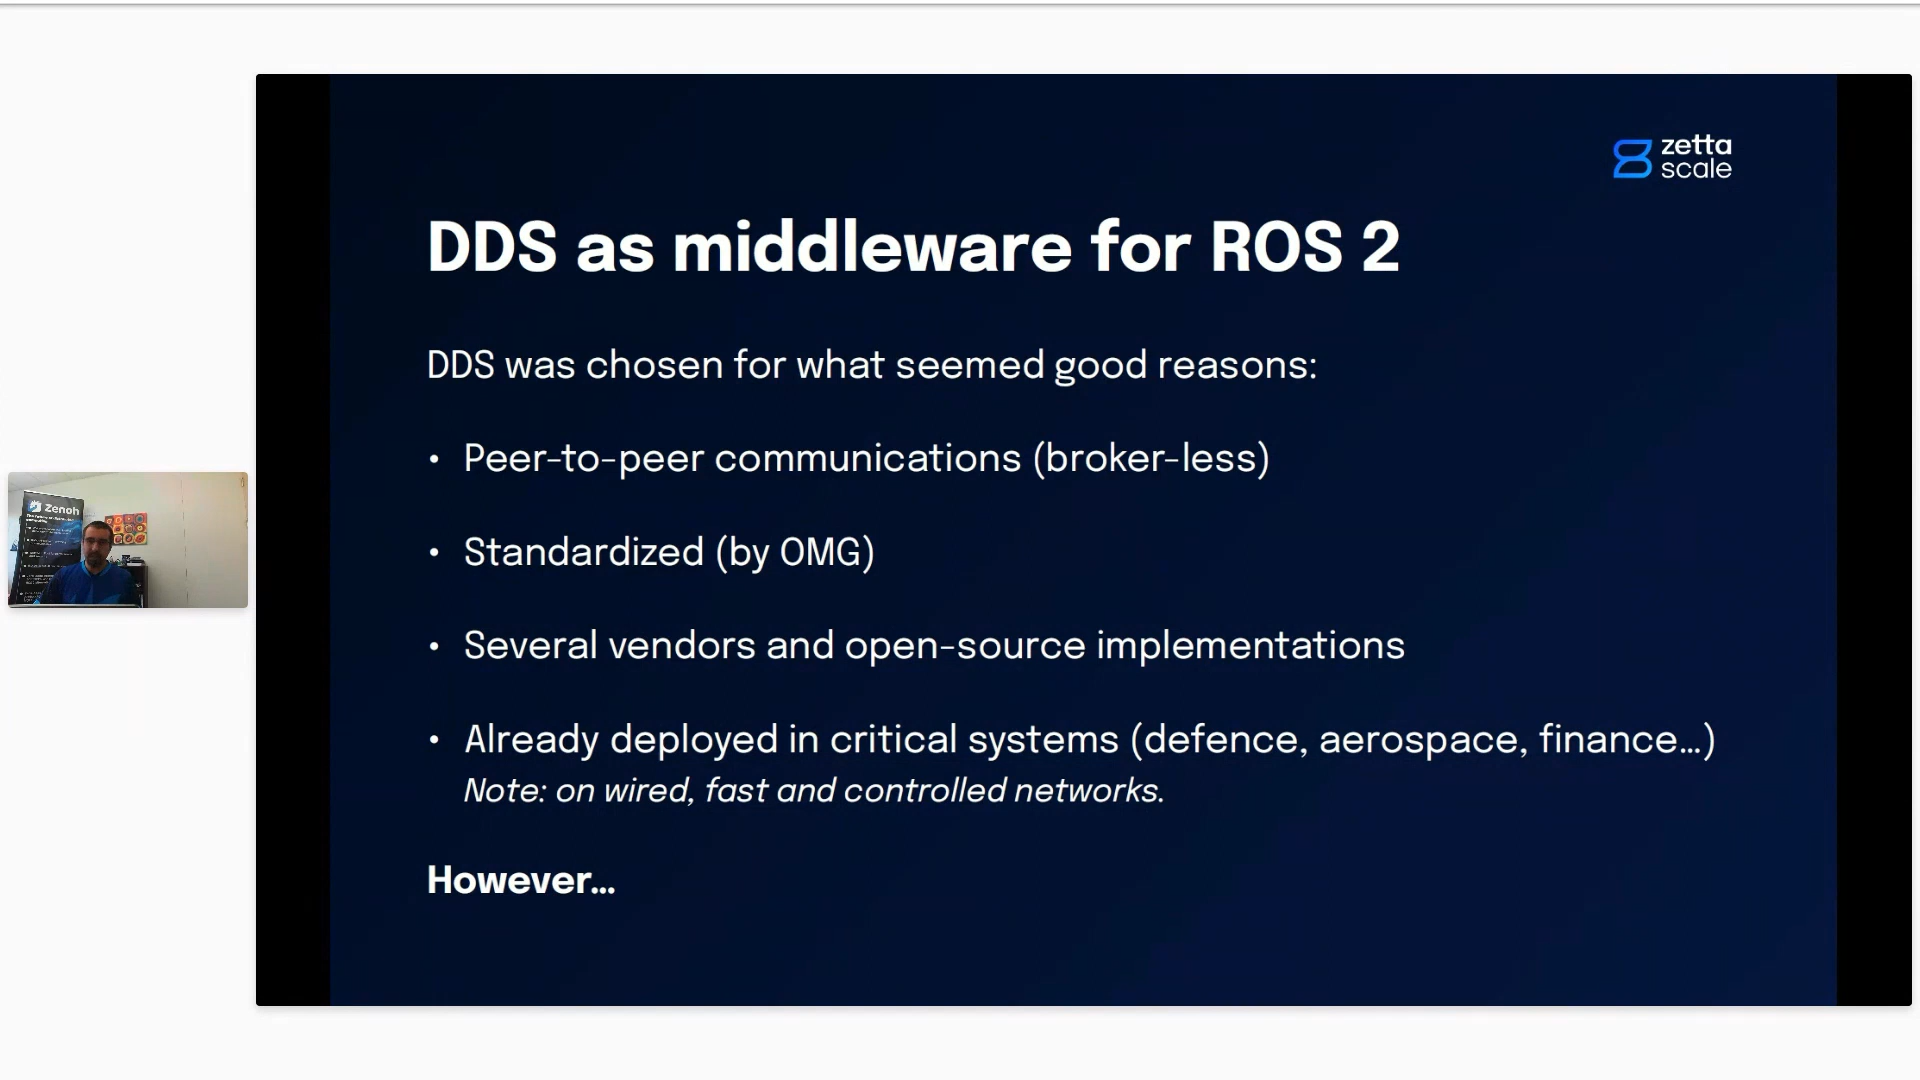 zetta
scale
DDS as middleware for ROS 2
DDS was chosen for what seemed good reasons:
• Peer-to-peer communications (broker-less)
• Standardized (by OMG)
• Several vendors and open-source implementations
• Already deployed in critical systems (defence, aerospace, finance…)
Note: on wired, fast and controlled networks.
However…
Zenoh